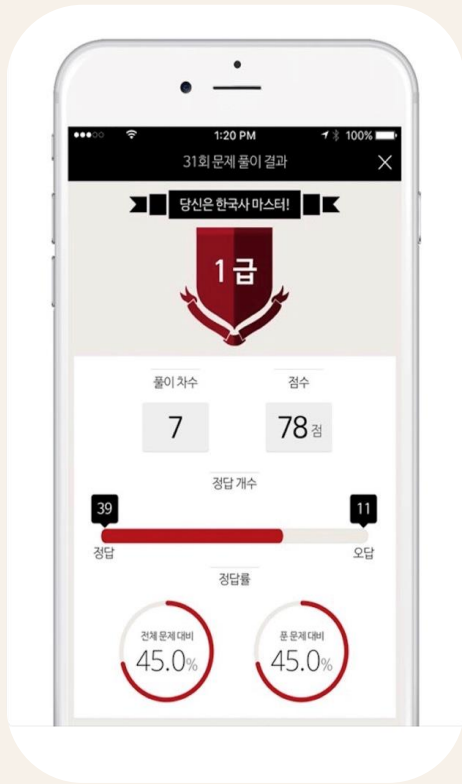 1:20 PM
100%
31회 문제 풀이 결과
당신은 한국사 마스터!
1급
풀이 차수
점수
7
78 점
정답 개수
39
11
정답
오답
정답률
전체 문제 대비
45.0%
푼 문제 대비
45.0%